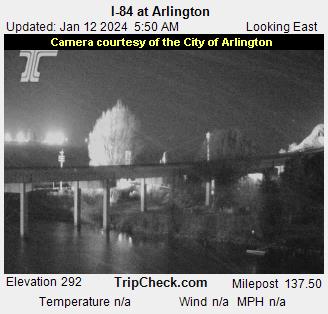 I-84 at Arlington
Updated: Jan 12 2024 5:50 AM Looking East
Camera courtesy of the City of Arlington
Elevation 292 TripCheck.com Milepost 137.50
Temperature n/a Wind n/a MPH n/a